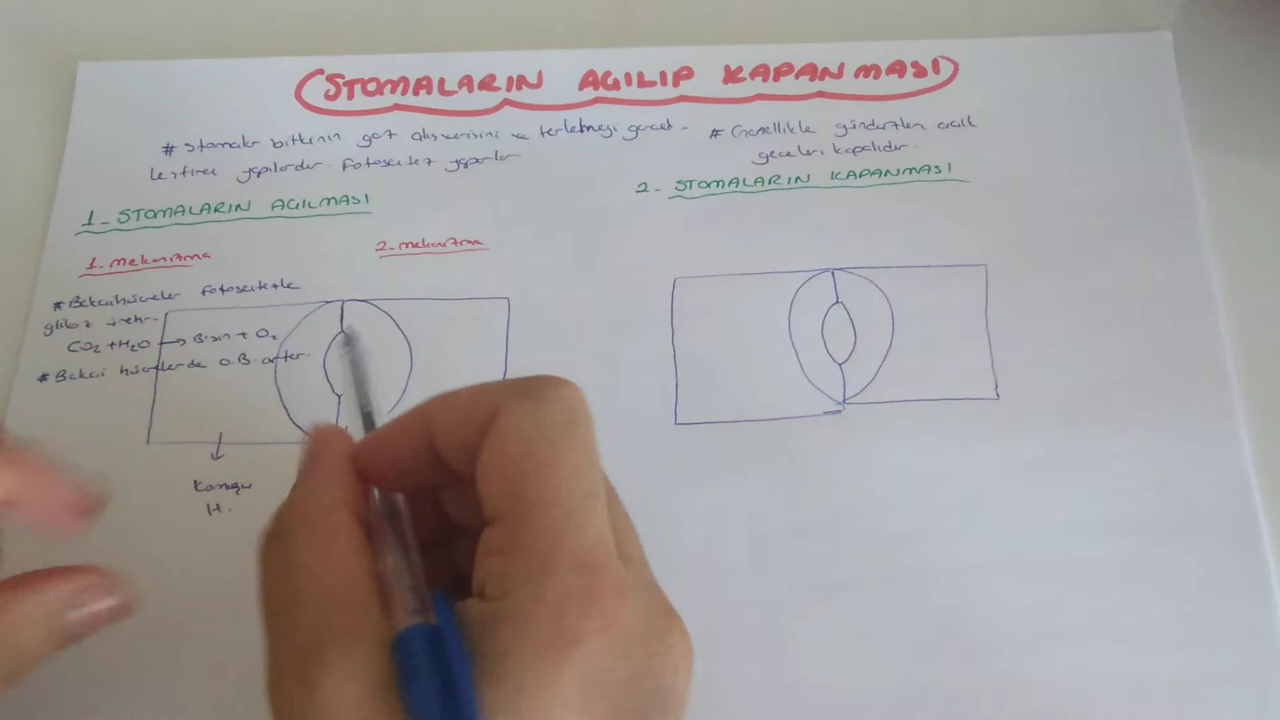 STOMALARIN AÇILIP KAPANMASI
# Stomalar bitkinin gaz alışverisini ve terlemeyi gerçek-
lestiren yapılardır. Fotosentez yaparlar
# Genellikle gündüzleri açık
geceleri kapalıdır.
1- STOMALARIN AÇILMASI
1. mekanizma
2. mekanizma
# Bekçi hücreler fotosentezle
glikoz üretir.
CO2 + H2O → Besin + O2
# Bekçi hücrelerde O.B. artar.
Komşu
H.
2- STOMALARIN KAPANMASI